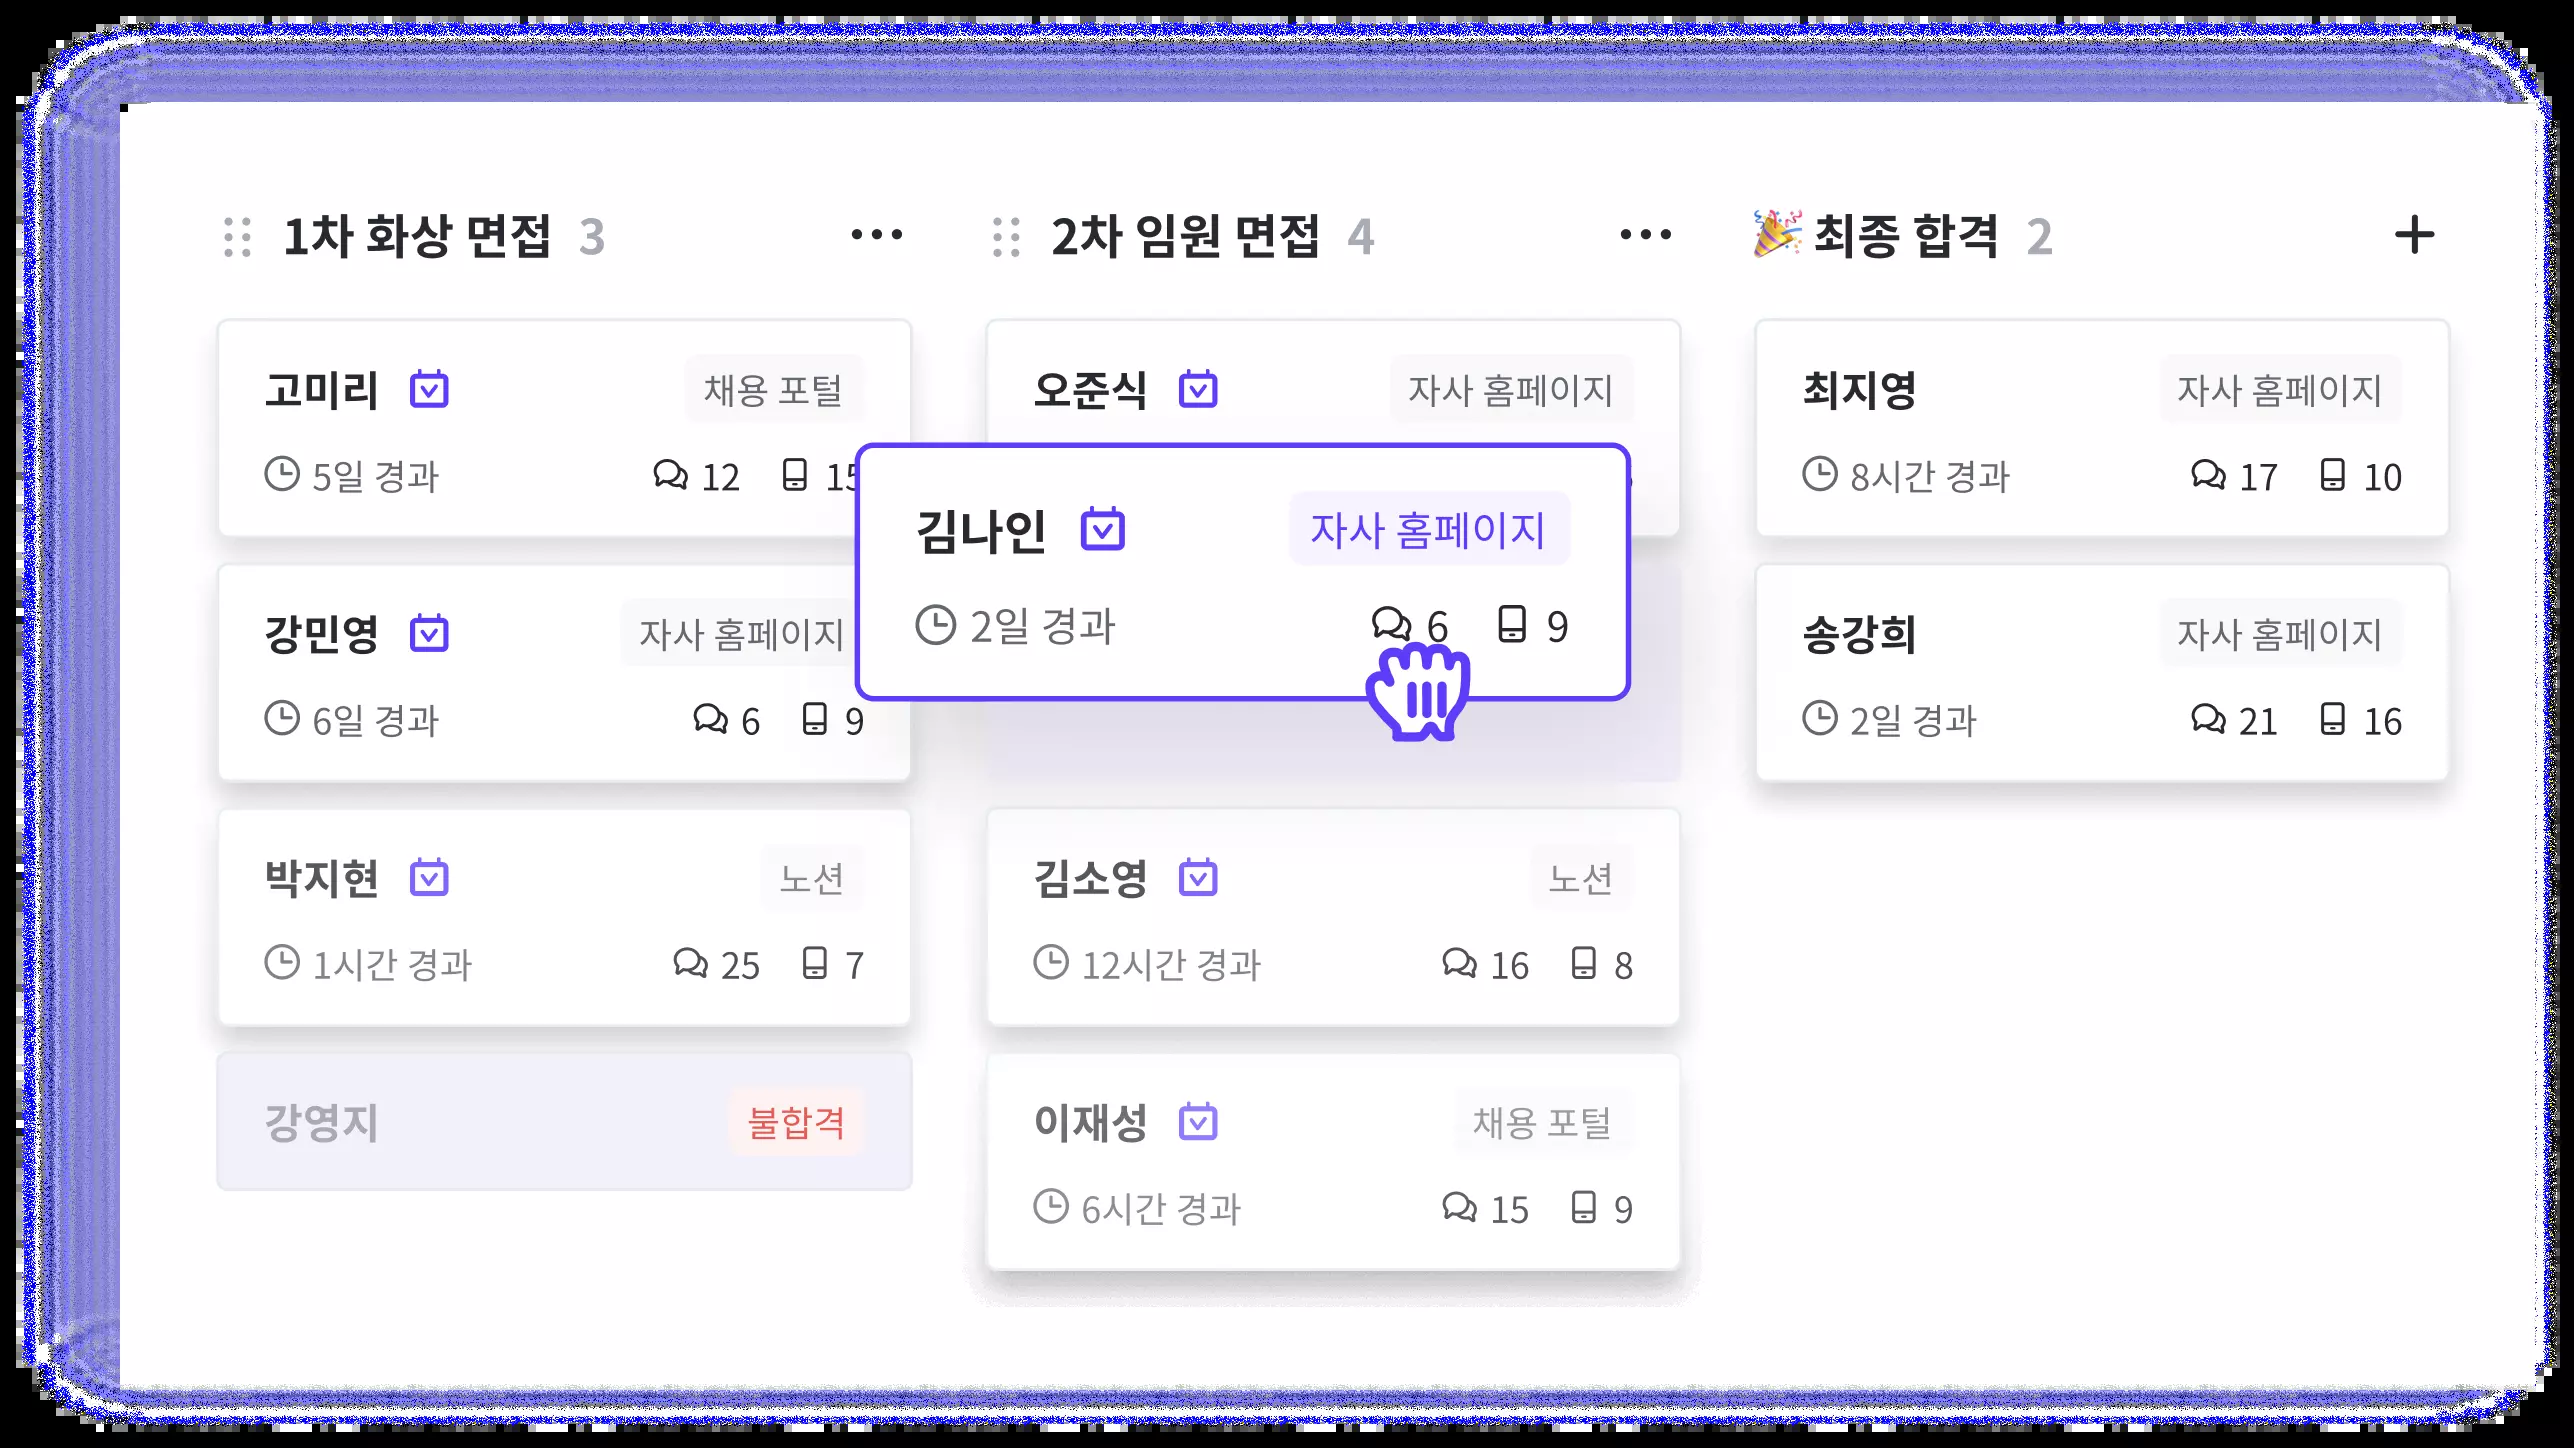 1차 화상 면접 3
고미리 채용 포털
5일 경과 12 15
강민영 자사 홈페이지
6일 경과 6 9
박지현 노션
1시간 경과 25 7
강영지 불합격
2차 임원 면접 4
오준식 자사 홈페이지
김나인 자사 홈페이지
2일 경과 6 9
김소영 노션
12시간 경과 16 8
이재성 채용 포털
6시간 경과 15 9
🎉 최종 합격 2
최지영 자사 홈페이지
8시간 경과 17 10
송강희 자사 홈페이지
2일 경과 21 16